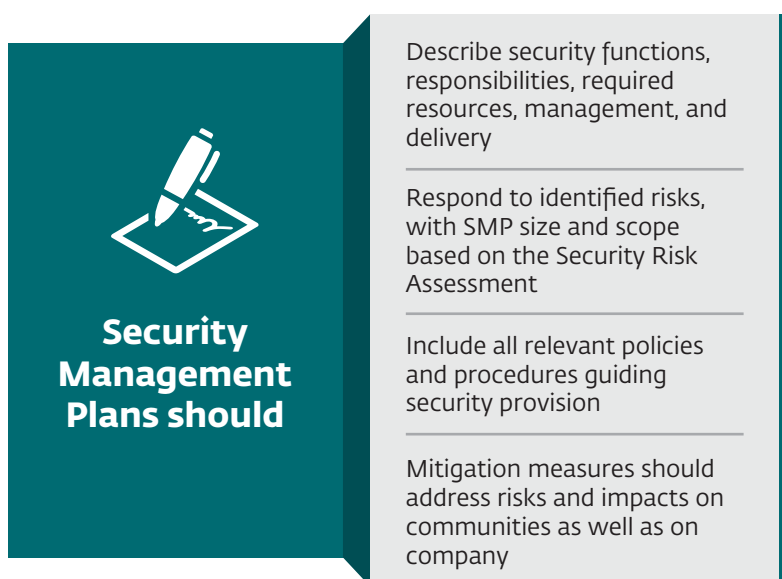 Security
Management
Plans should
Describe security functions,
responsibilities, required
resources, management, and
delivery
Respond to identified risks,
with SMP size and scope
based on the Security Risk
Assessment
Include all relevant policies
and procedures guiding
security provision
Mitigation measures should
address risks and impacts on
communities as well as on
company